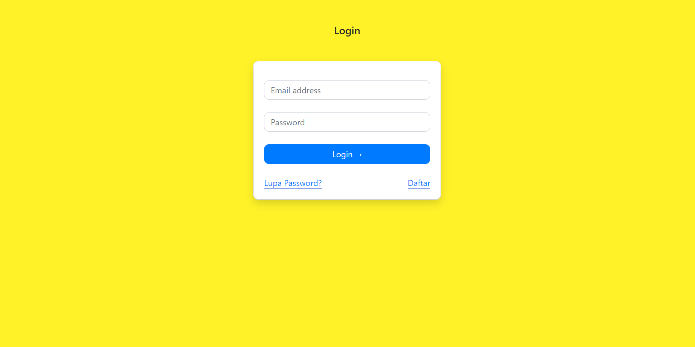 Login
Email address
Password
Login
Lupa Password?
Daftar